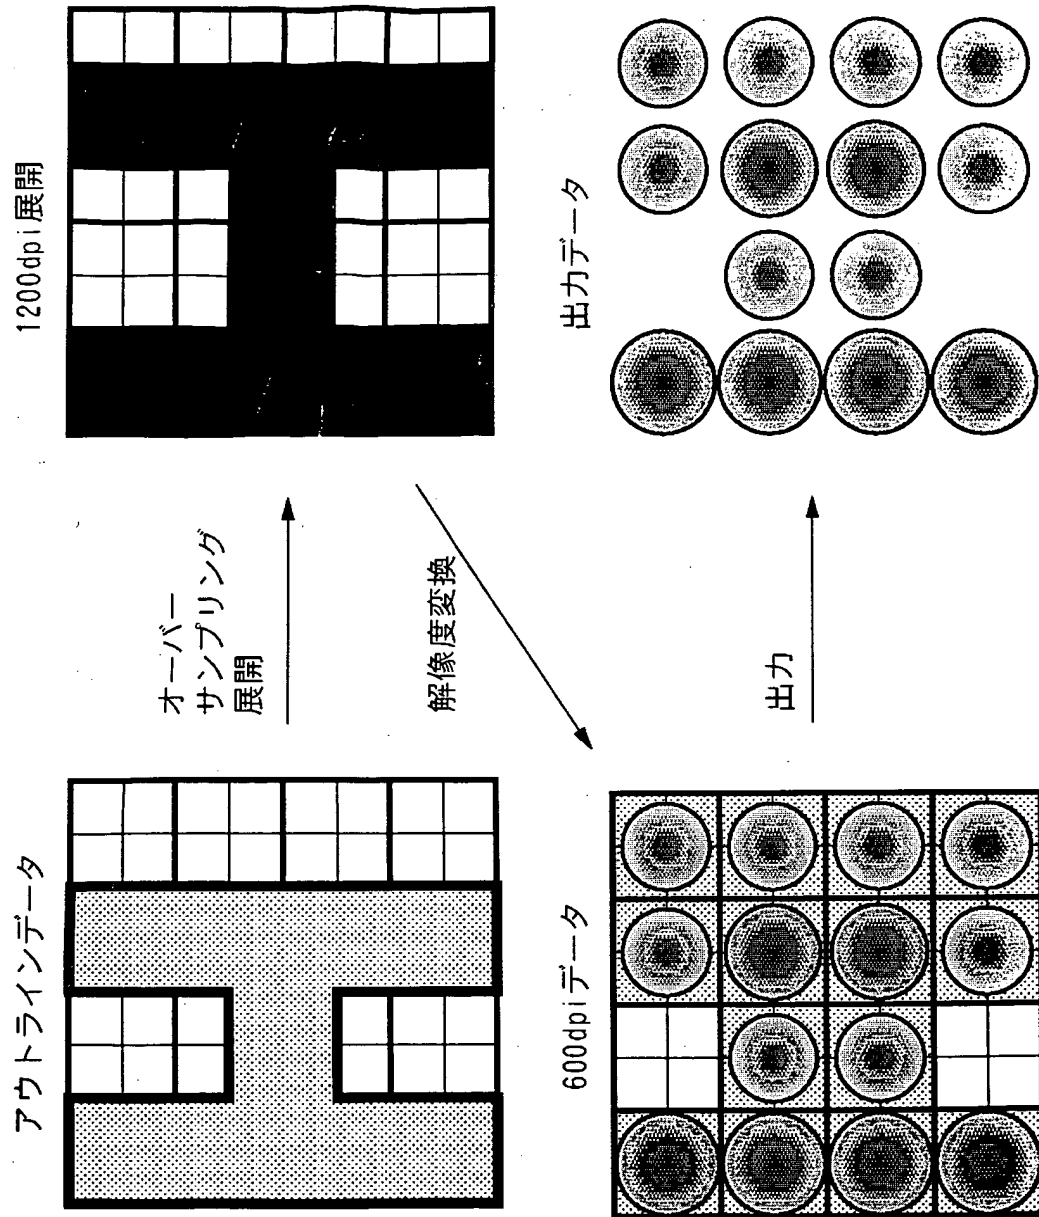 アウトラインデータ
オーバー
サンプリング
展開
1200dpi展開
解像度変換
600dpiデータ
出力
出力データ